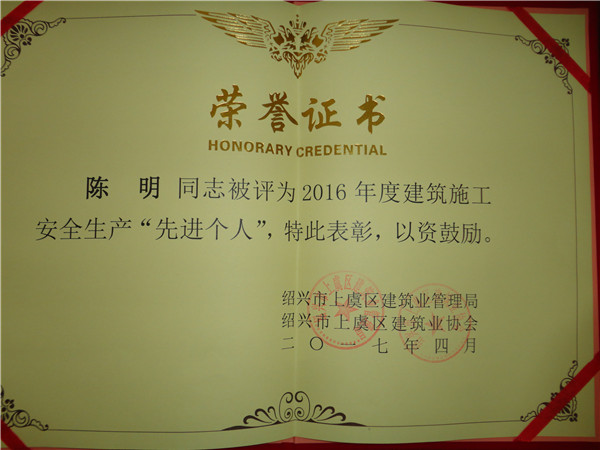 荣誉证书
HONORARY CREDENTIAL
陈 明 同志被评为2016年度建筑施工
安全生产“先进个人”,特此表彰,以资鼓励。
绍兴市上虞区建筑业管理局
绍兴市上虞区建筑业协会
二〇一七年四月